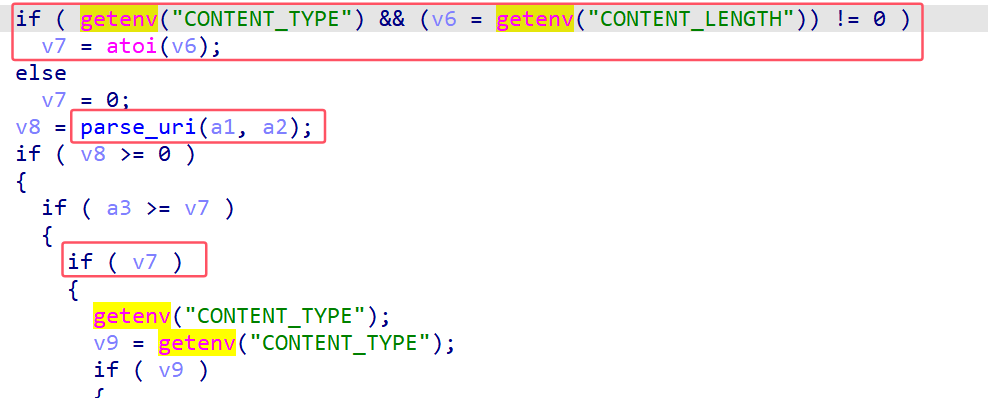 if ( getenv("CONTENT_TYPE") && (v6 = getenv("CONTENT_LENGTH")) != 0 )
v7 = atoi(v6);
else
v7 = 0;
v8 = parse_uri(a1, a2);
if ( v8 >= 0 )
{
if ( a3 >= v7 )
{
if ( v7 )
{
getenv("CONTENT_TYPE");
v9 = getenv("CONTENT_TYPE");
if ( v9 )
{